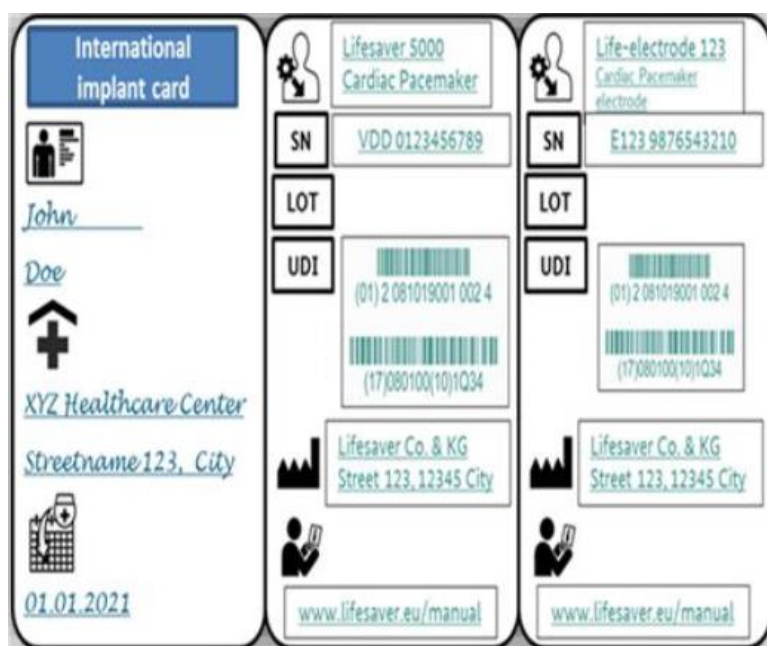 International
implant card
John
Doe
XYZ Healthcare Center
Streetname 123, City
01.01.2021
Lifesaver 5000
Cardiac Pacemaker
SN
VDD 0123456789
LOT
UDI
(01) 2 081019001 002 4
(17)080100(10)1Q34
Lifesaver Co. & KG
Street 123, 12345 City
www.lifesaver.eu/manual
Life-electrode 123
Cardiac Pacemaker
electrode
SN
E123 9876543210
LOT
UDI
(01) 2 081019001 002 4
(17)080100(10)1Q34
Lifesaver Co. & KG
Street 123, 12345 City
www.lifesaver.eu/manual